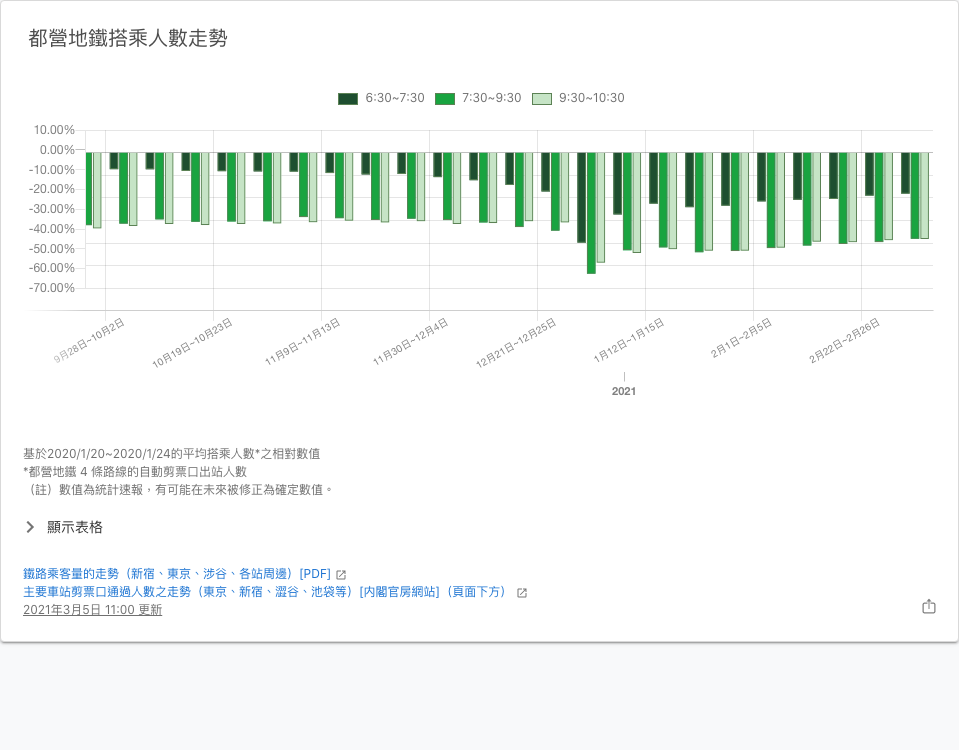 都營地鐵搭乘人數走勢
6:30~7:30 7:30~9:30 9:30~10:30
10.00%
0.00%
-10.00%
-20.00%
-30.00%
-40.00%
-50.00%
-60.00%
-70.00%
9月28日~10月2日 10月19日~10月23日 11月9日~11月13日 11月30日~12月4日 12月21日~12月25日 1月12日~1月15日 2月1日~2月5日 2月22日~2月26日
2021
基於2020/1/20~2020/1/24的平均搭乘人數*之相對數值
*都營地鐵 4 條路線的自動剪票口出站人數
（註）數值為統計速報，有可能在未來被修正為確定數值。
顯示表格
鐵路乘客量的走勢（新宿、東京、涉谷、各站周邊）[PDF]
主要車站剪票口通過人數之走勢（東京、新宿、澀谷、池袋等）[内閣官房網站]（頁面下方）
2021年3月5日 11:00 更新